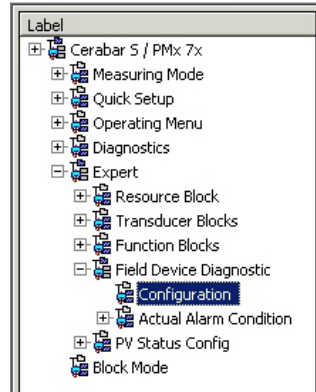 Label
Cerabar S / PMx 7x
Measuring Mode
Quick Setup
Operating Menu
Diagnostics
Expert
Resource Block
Transducer Blocks
Function Blocks
Field Device Diagnostic
Configuration
Actual Alarm Condition
PV Status Config
Block Mode